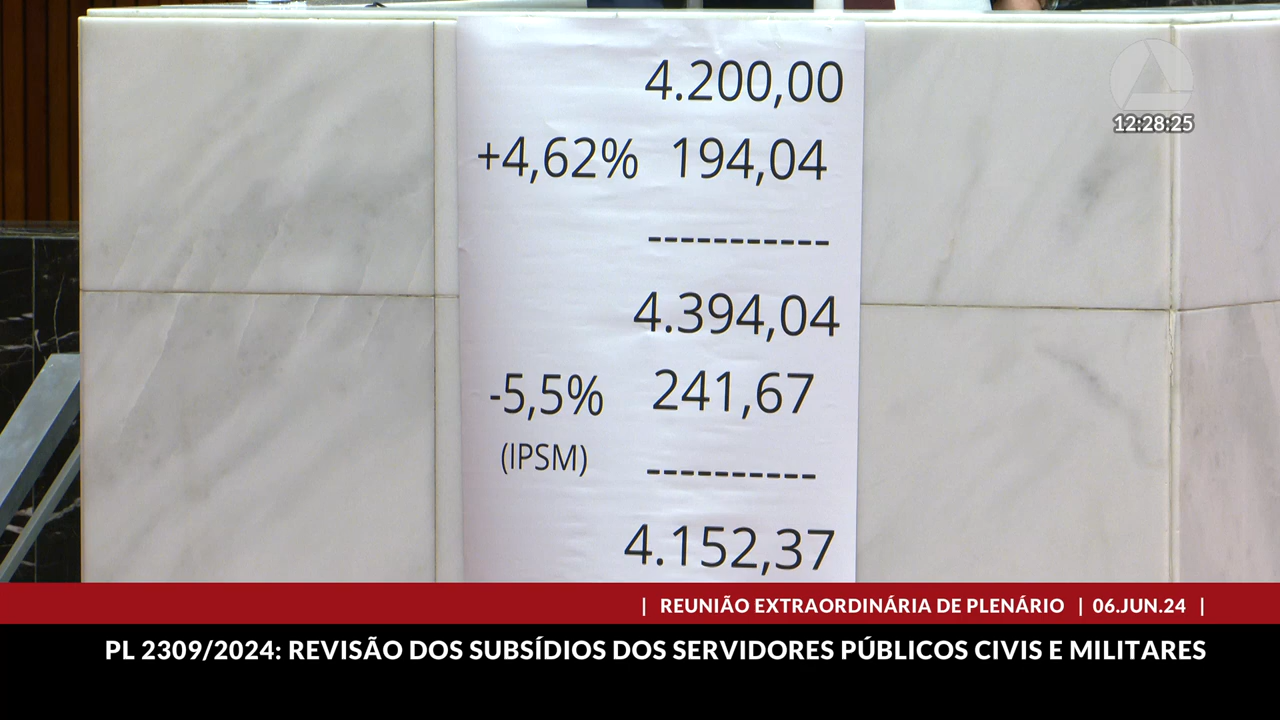 4.200,00
+4,62% 194,04
-----------
4.394,04
-5,5% 241,67
(IPSM)
----------
4.152,37
12:28:25
| REUNIÃO EXTRAORDINÁRIA DE PLENÁRIO | 06.JUN.24 |
PL 2309/2024: REVISÃO DOS SUBSÍDIOS DOS SERVIDORES PÚBLICOS CIVIS E MILITARES